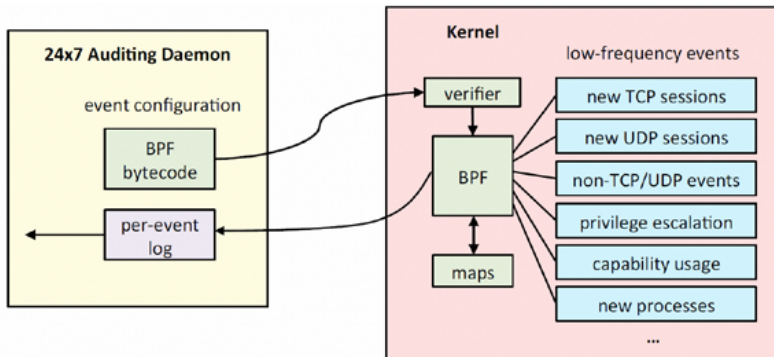 24x7 Auditing Daemon
event configuration
BPF
bytecode
per-event
log
Kernel
low-frequency events
verifier
BPF
maps
new TCP sessions
new UDP sessions
non-TCP/UDP events
privilege escalation
capability usage
new processes
...